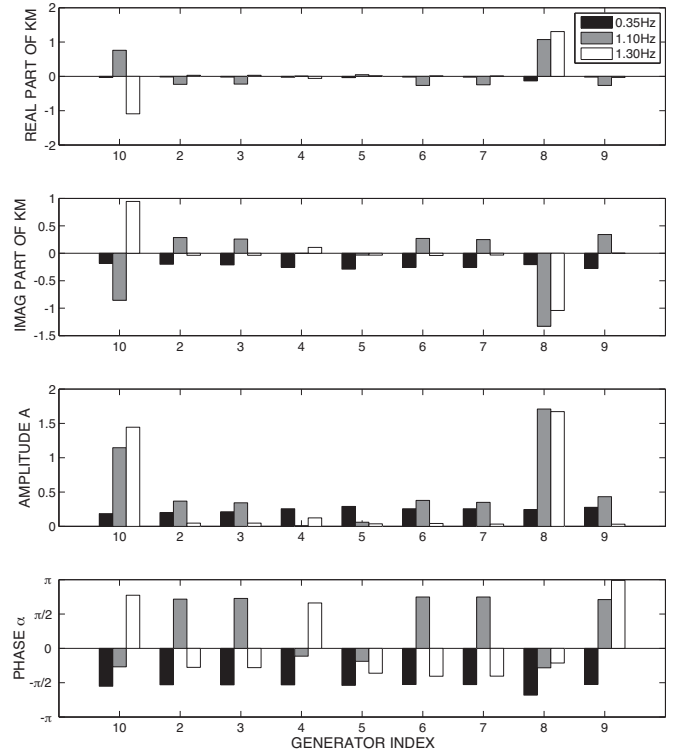 REAL PART OF KM
2
1
0
-1
-2
0.35Hz
1.10Hz
1.30Hz
10 2 3 4 5 6 7 8 9
IMAG PART OF KM
1
0.5
0
-0.5
-1
-1.5
10 2 3 4 5 6 7 8 9
AMPLITUDE A
2
1.5
1
0.5
0
10 2 3 4 5 6 7 8 9
PHASE α
π
π/2
0
-π/2
-π
10 2 3 4 5 6 7 8 9
GENERATOR INDEX